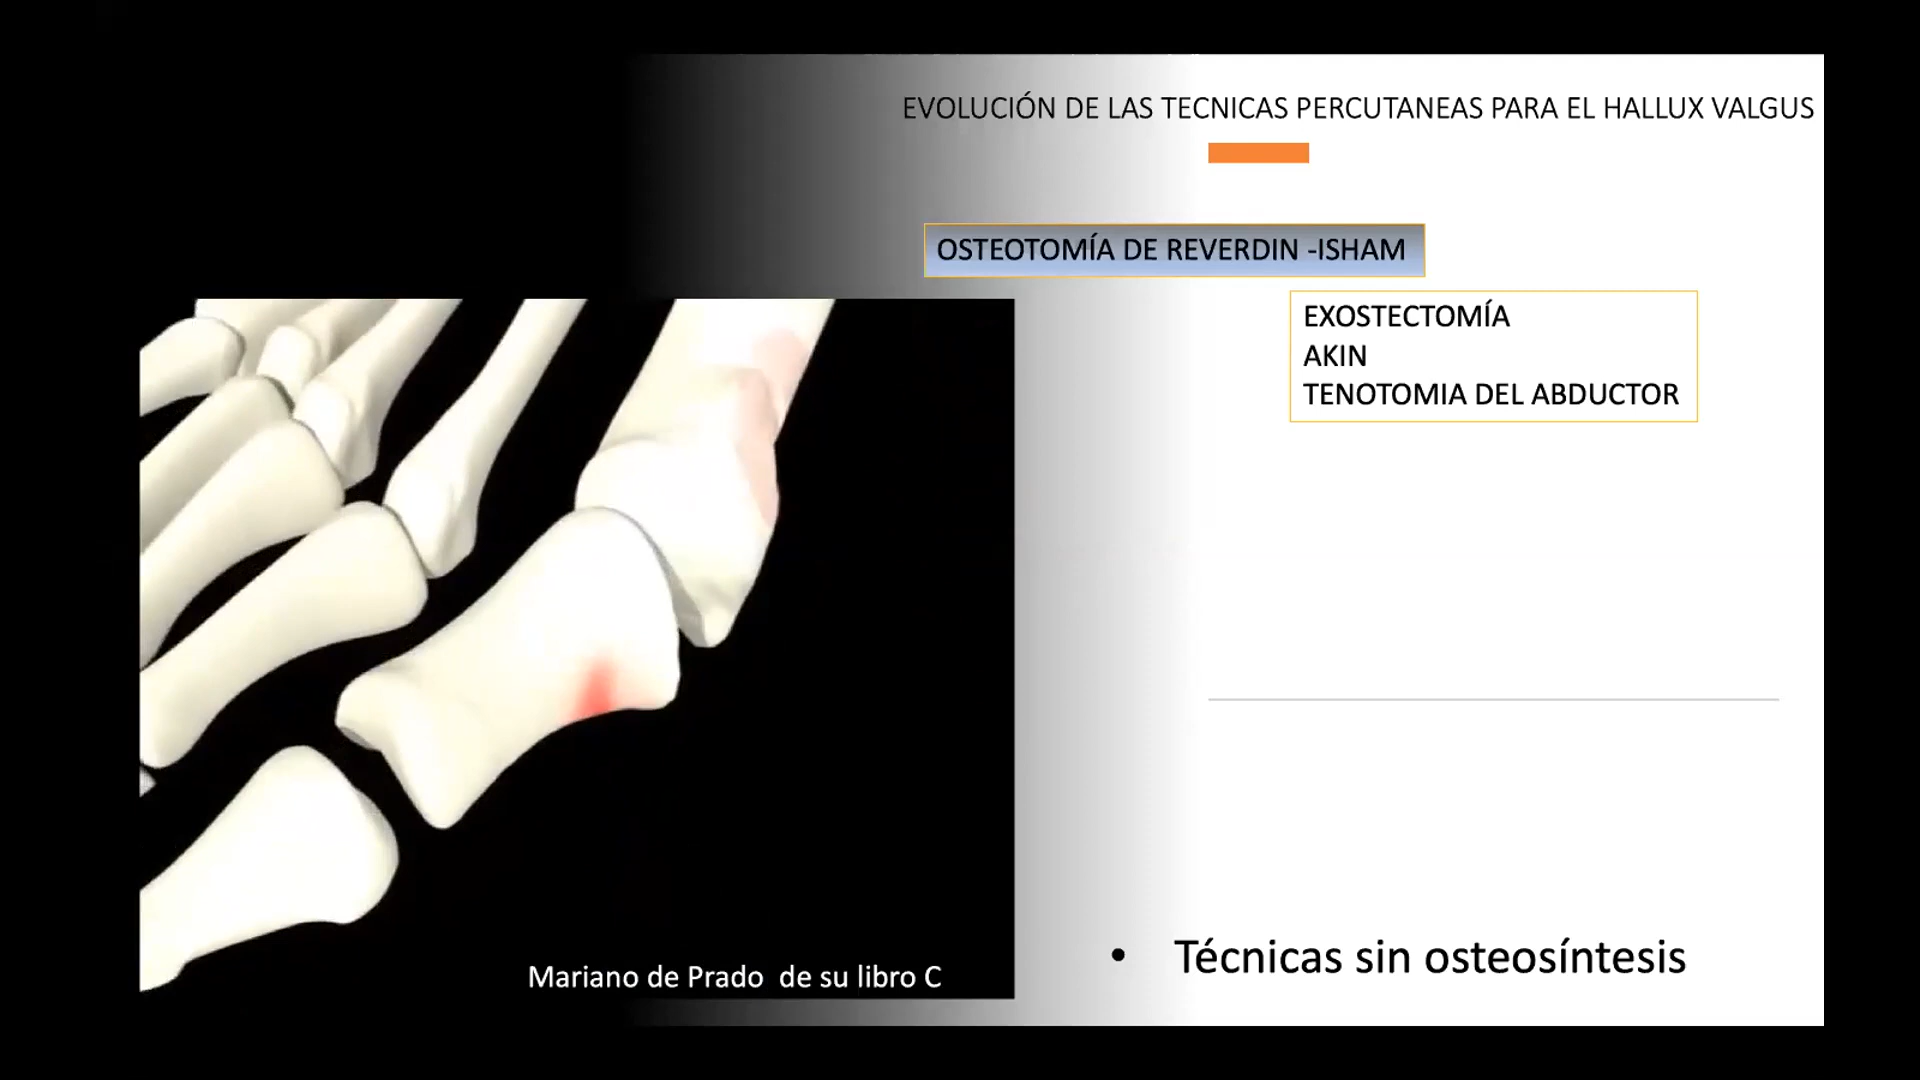 EVOLUCIÓN DE LAS TECNICAS PERCUTANEAS PARA EL HALLUX VALGUS
OSTEOTOMÍA DE REVERDIN -ISHAM
EXOSTECTOMÍA
AKIN
TENOTOMIA DEL ABDUCTOR
Mariano de Prado de su libro C
• Técnicas sin osteosíntesis